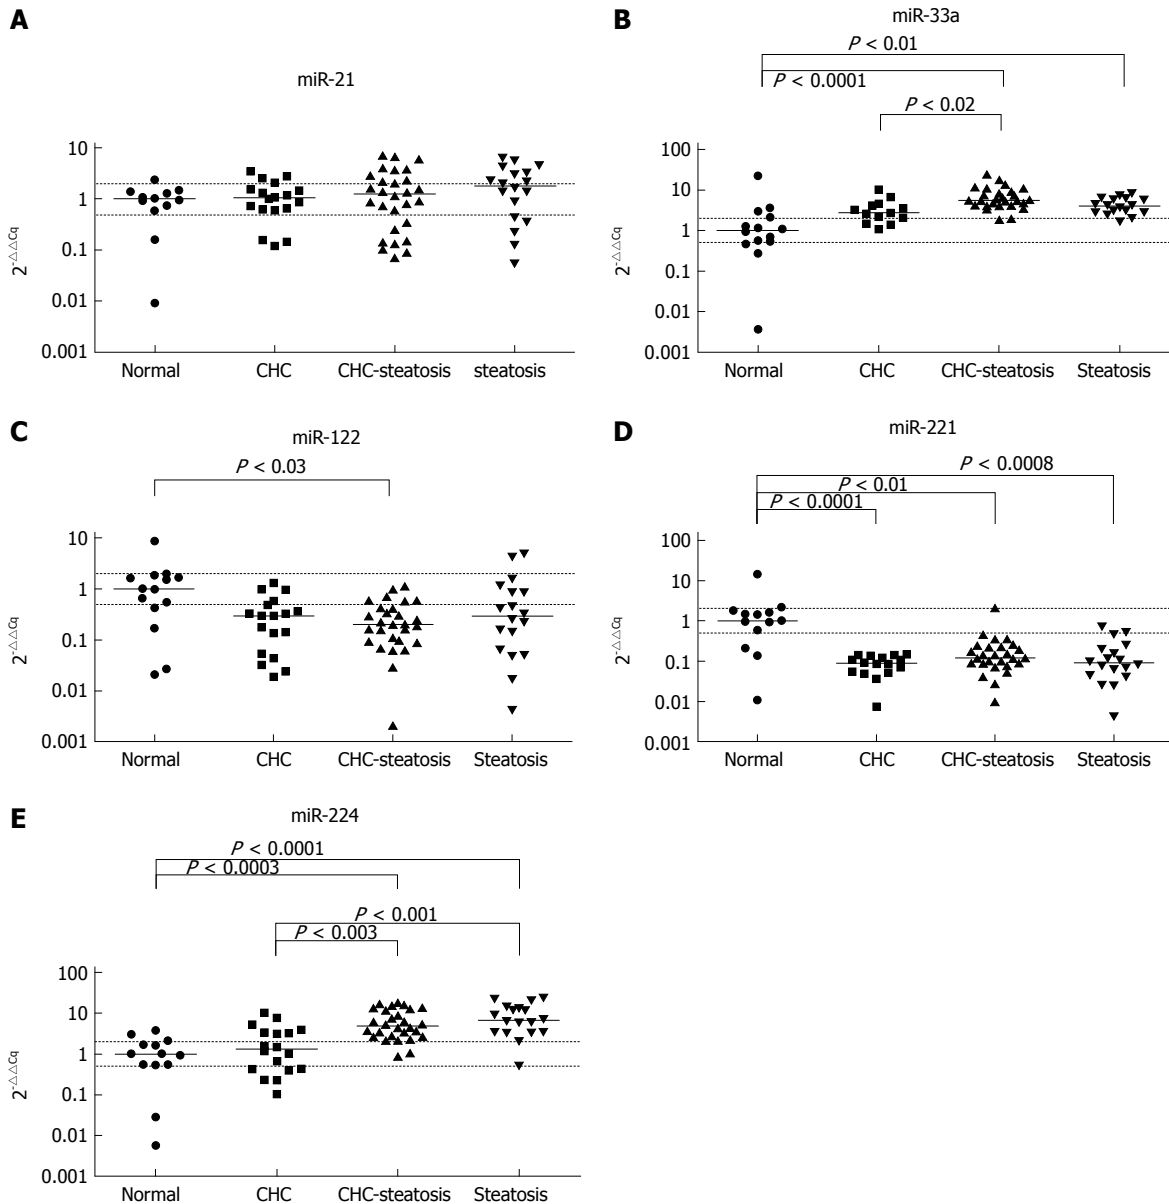 A
miR-21
10
1
0.1
0.01
0.001
2^-△△Cq
Normal CHC CHC-steatosis steatosis
B
miR-33a
P < 0.01
P < 0.0001
P < 0.02
100
10
1
0.1
0.01
0.001
2^-△△Cq
Normal CHC CHC-steatosis Steatosis
C
miR-122
P < 0.03
10
1
0.1
0.01
0.001
2^-△△Cq
Normal CHC CHC-steatosis Steatosis
D
miR-221
P < 0.0008
P < 0.01
P < 0.0001
100
10
1
0.1
0.01
0.001
2^-△△Cq
Normal CHC CHC-steatosis Steatosis
E
miR-224
P < 0.0001
P < 0.0003
P < 0.001
P < 0.003
100
10
1
0.1
0.01
0.001
2^-△△Cq
Normal CHC CHC-steatosis Steatosis